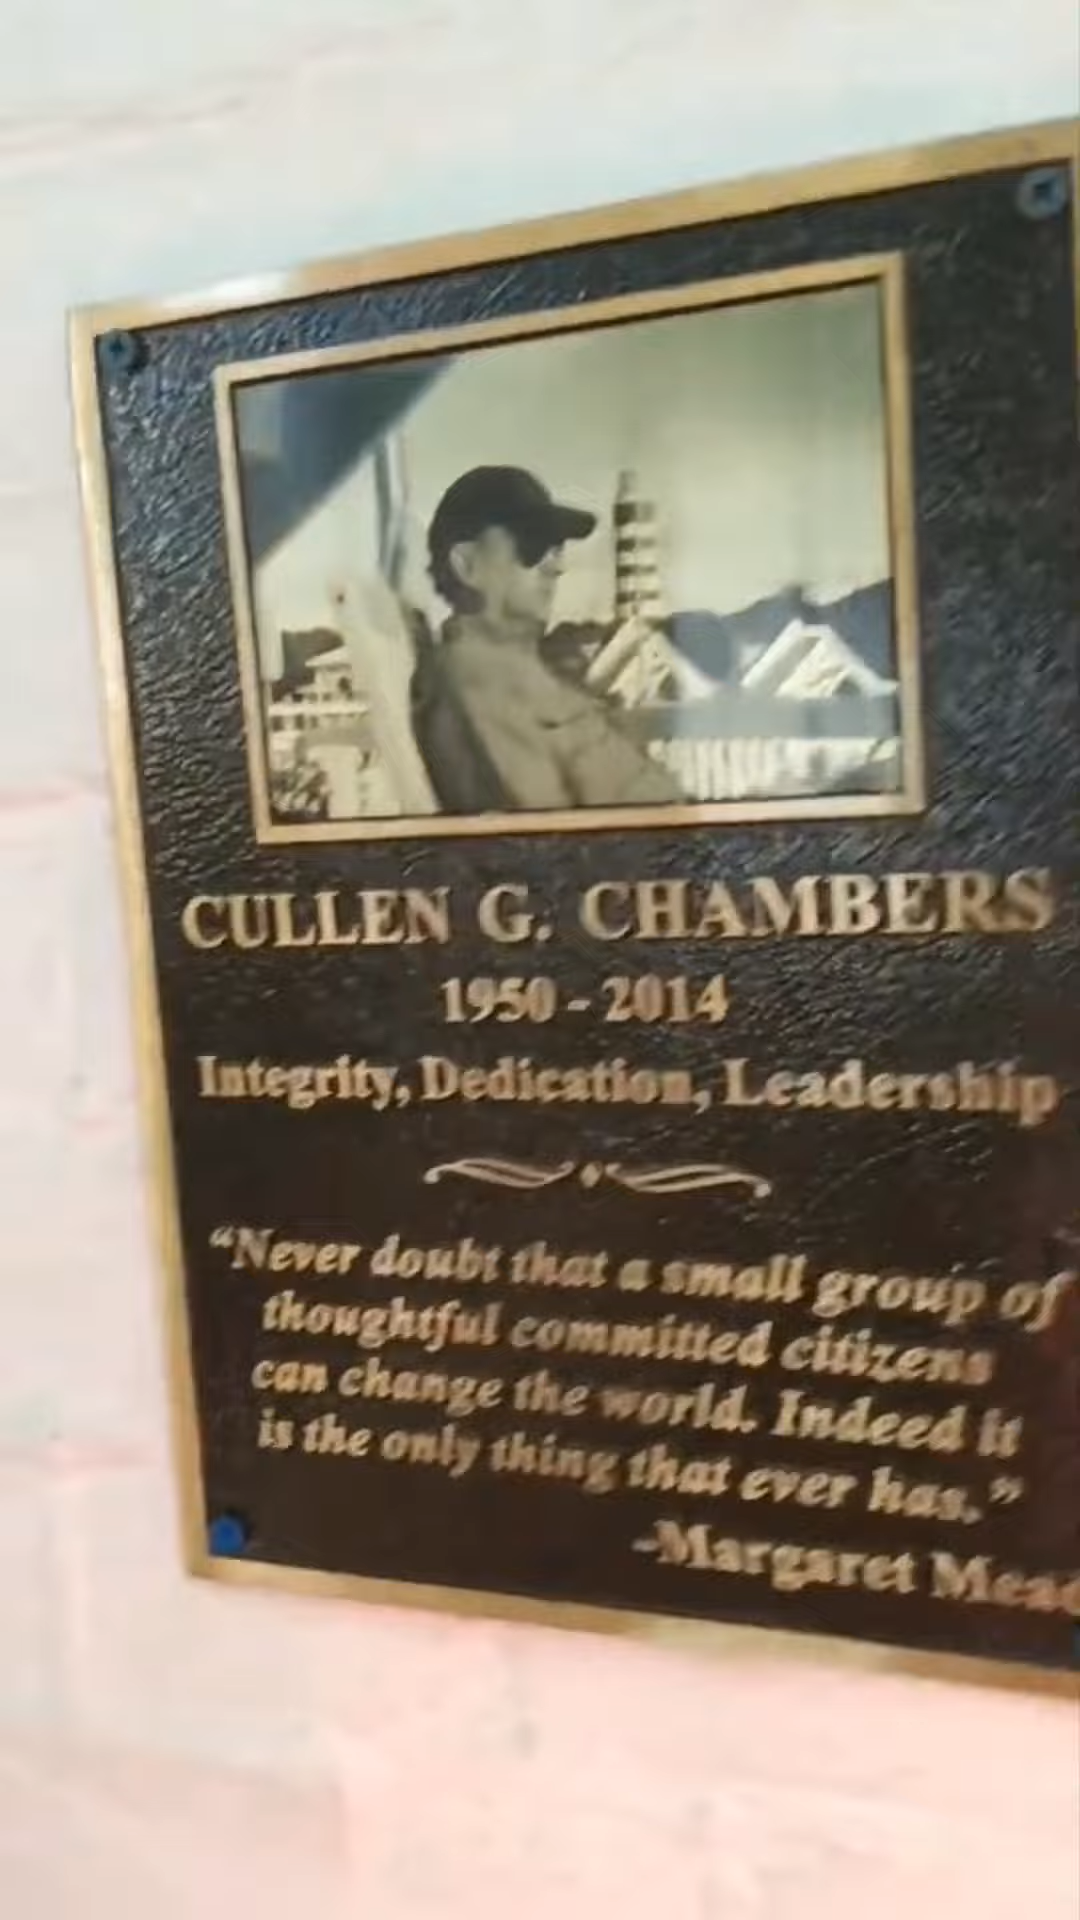 CULLEN G. CHAMBERS
1950 - 2014
Integrity, Dedication, Leadership
“Never doubt that a small group of
thoughtful committed citizens
can change the world. Indeed it
is the only thing that ever has.”
-Margaret Mead